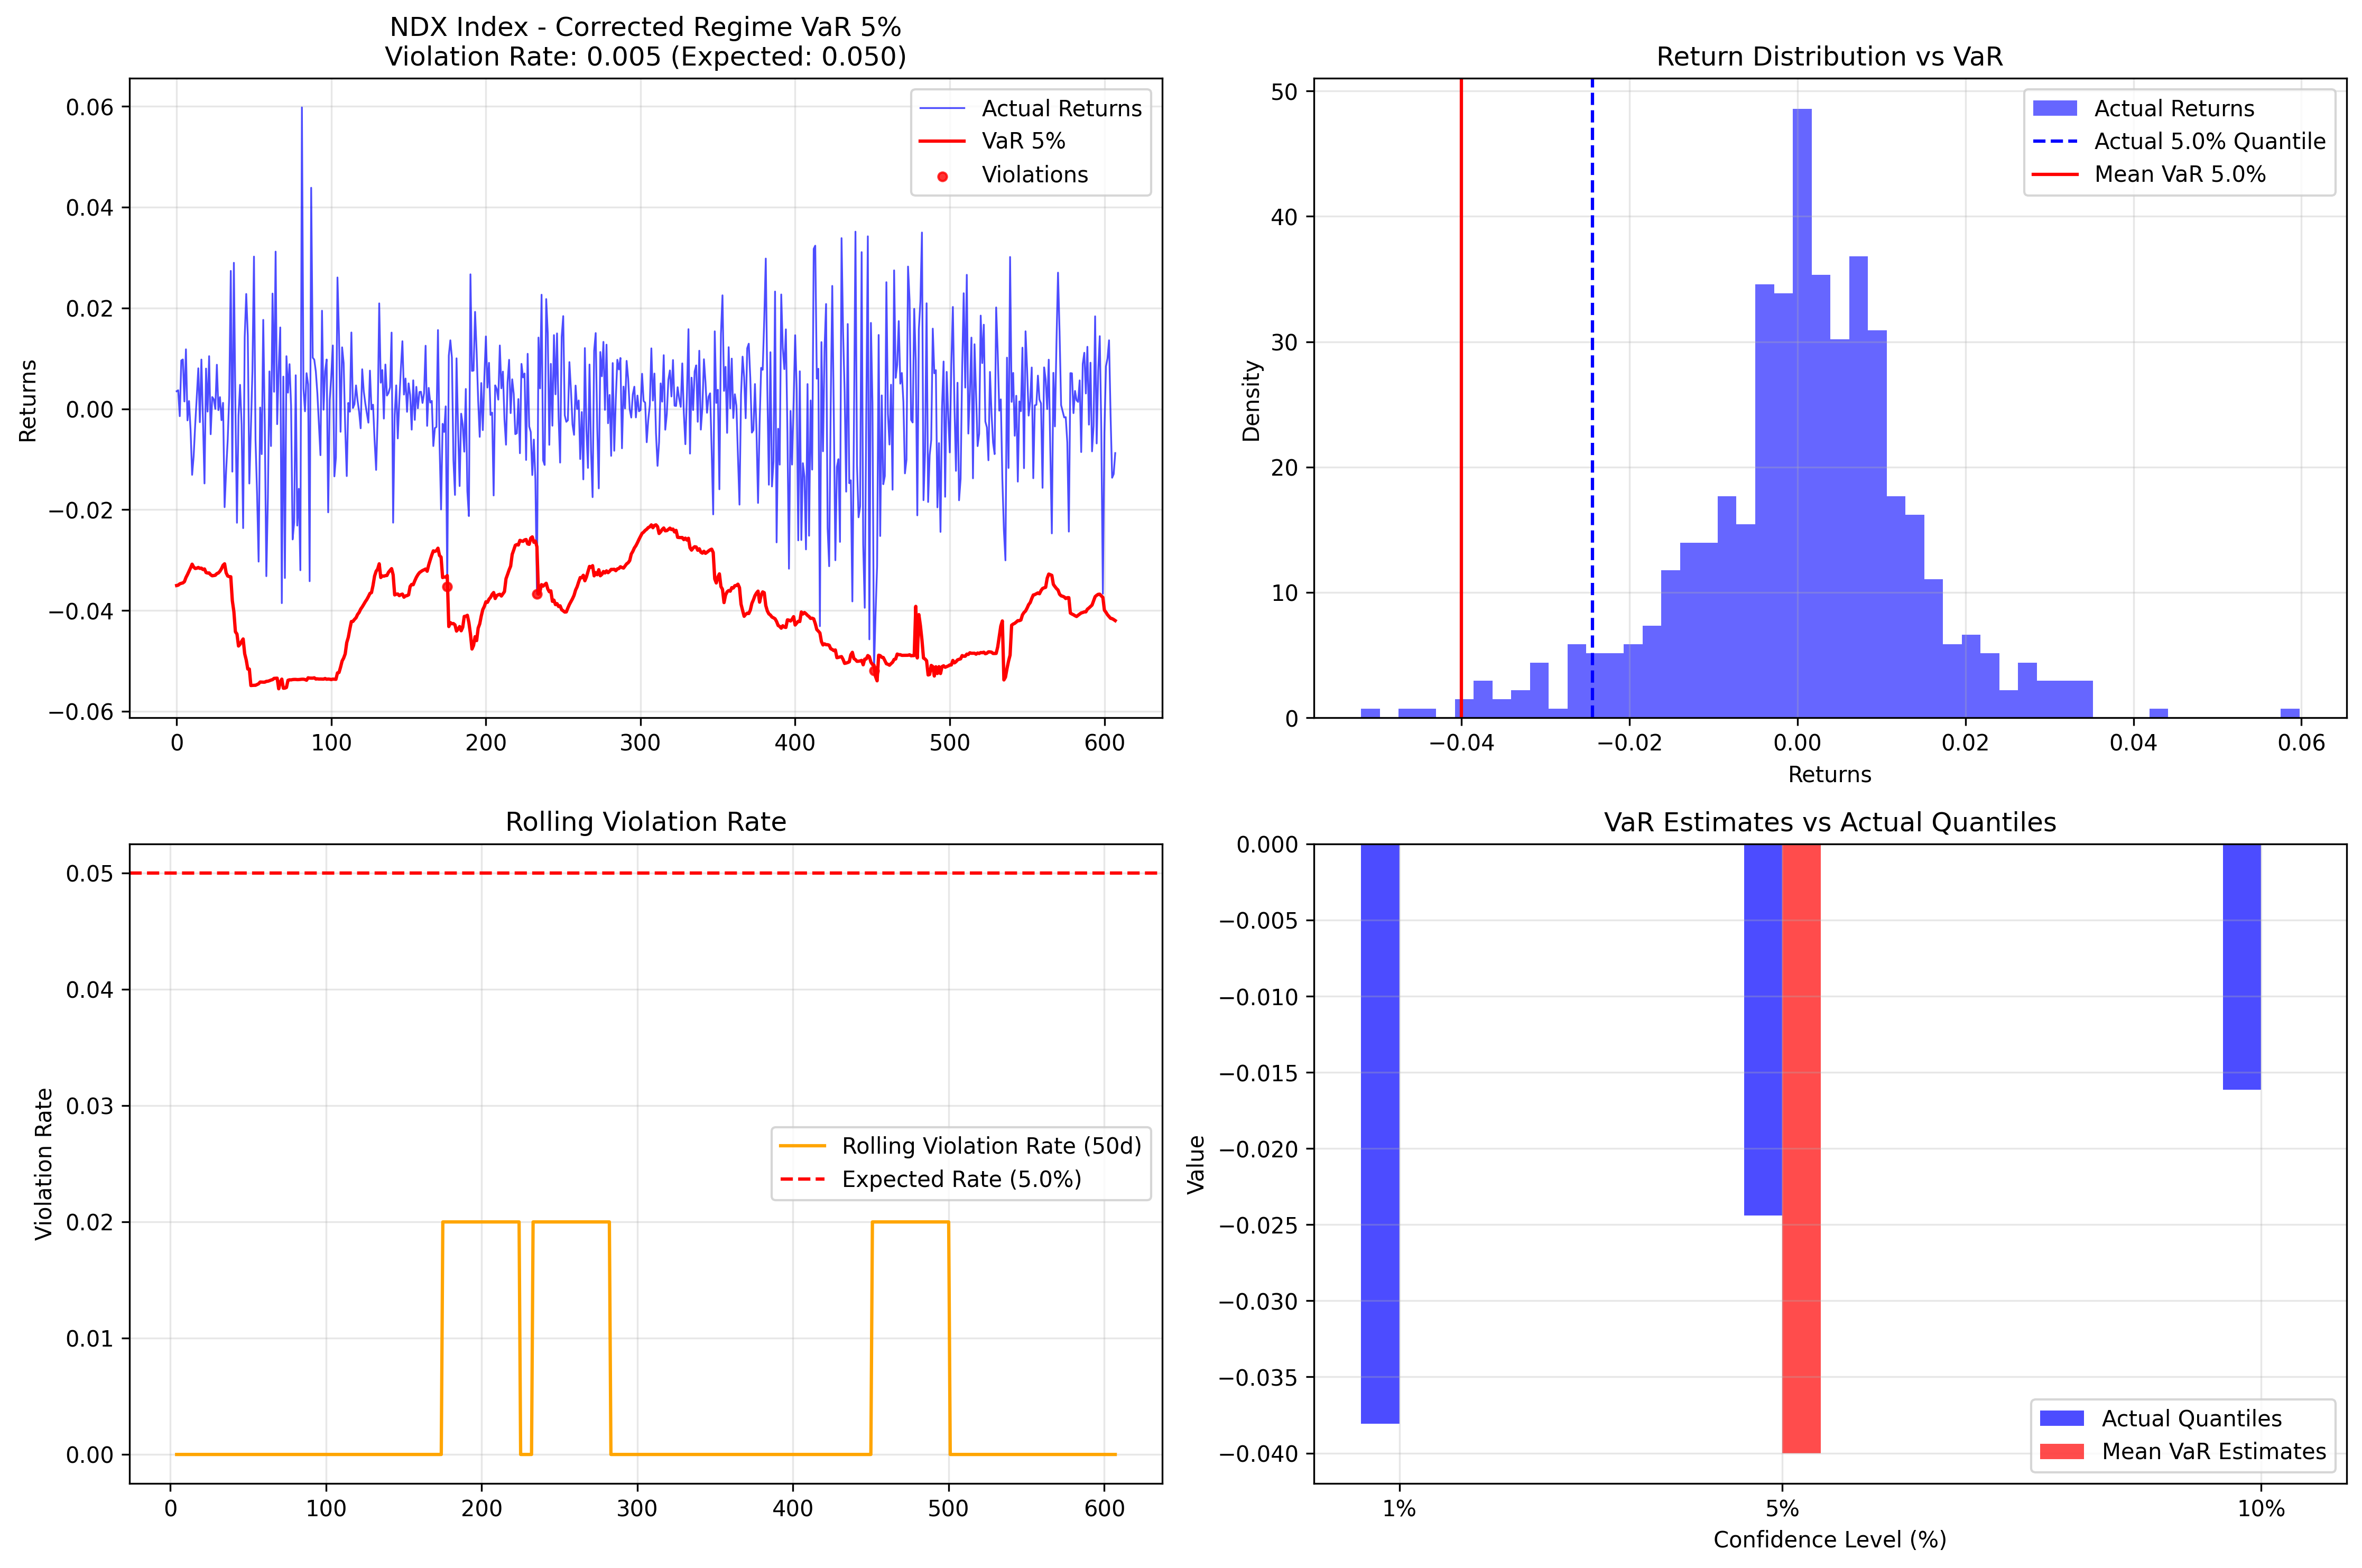 NDX Index - Corrected Regime VaR 5%
Violation Rate: 0.005 (Expected: 0.050)
Returns
0.06
0.04
0.02
0.00
−0.02
−0.04
−0.06
0
100
200
300
400
500
600
Actual Returns
VaR 5%
Violations
Return Distribution vs VaR
Density
50
40
30
20
10
0
−0.04
−0.02
0.00
0.02
0.04
0.06
Returns
Actual Returns
Actual 5.0% Quantile
Mean VaR 5.0%
Rolling Violation Rate
Violation Rate
0.05
0.04
0.03
0.02
0.01
0.00
0
100
200
300
400
500
600
Rolling Violation Rate (50d)
Expected Rate (5.0%)
VaR Estimates vs Actual Quantiles
Value
0.000
−0.005
−0.010
−0.015
−0.020
−0.025
−0.030
−0.035
−0.040
1%
5%
10%
Confidence Level (%)
Actual Quantiles
Mean VaR Estimates